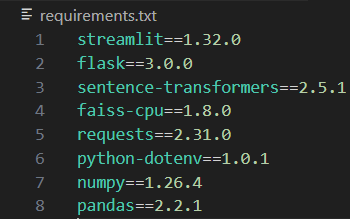 requirements.txt
1 streamlit==1.32.0
2 flask==3.0.0
3 sentence-transformers==2.5.1
4 faiss-cpu==1.8.0
5 requests==2.31.0
6 python-dotenv==1.0.1
7 numpy==1.26.4
8 pandas==2.2.1